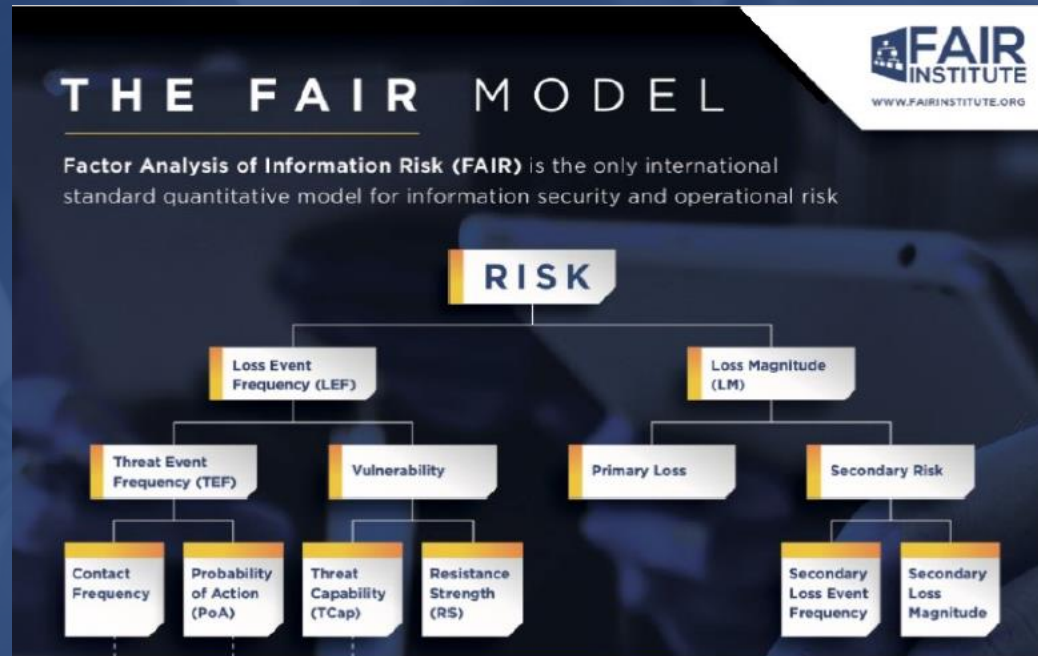 FAIR
INSTITUTE
WWW.FAIRINSTITUTE.ORG
THE FAIR MODEL
Factor Analysis of Information Risk (FAIR) is the only international
standard quantitative model for information security and operational risk
RISK
Loss Event
Frequency (LEF)
Loss Magnitude
(LM)
Threat Event
Frequency (TEF)
Vulnerability
Primary Loss
Secondary Risk
Contact
Frequency
Probability
of Action
(PoA)
Threat
Capability
(TCap)
Resistance
Strength
(RS)
Secondary
Loss Event
Frequency
Secondary
Loss
Magnitude